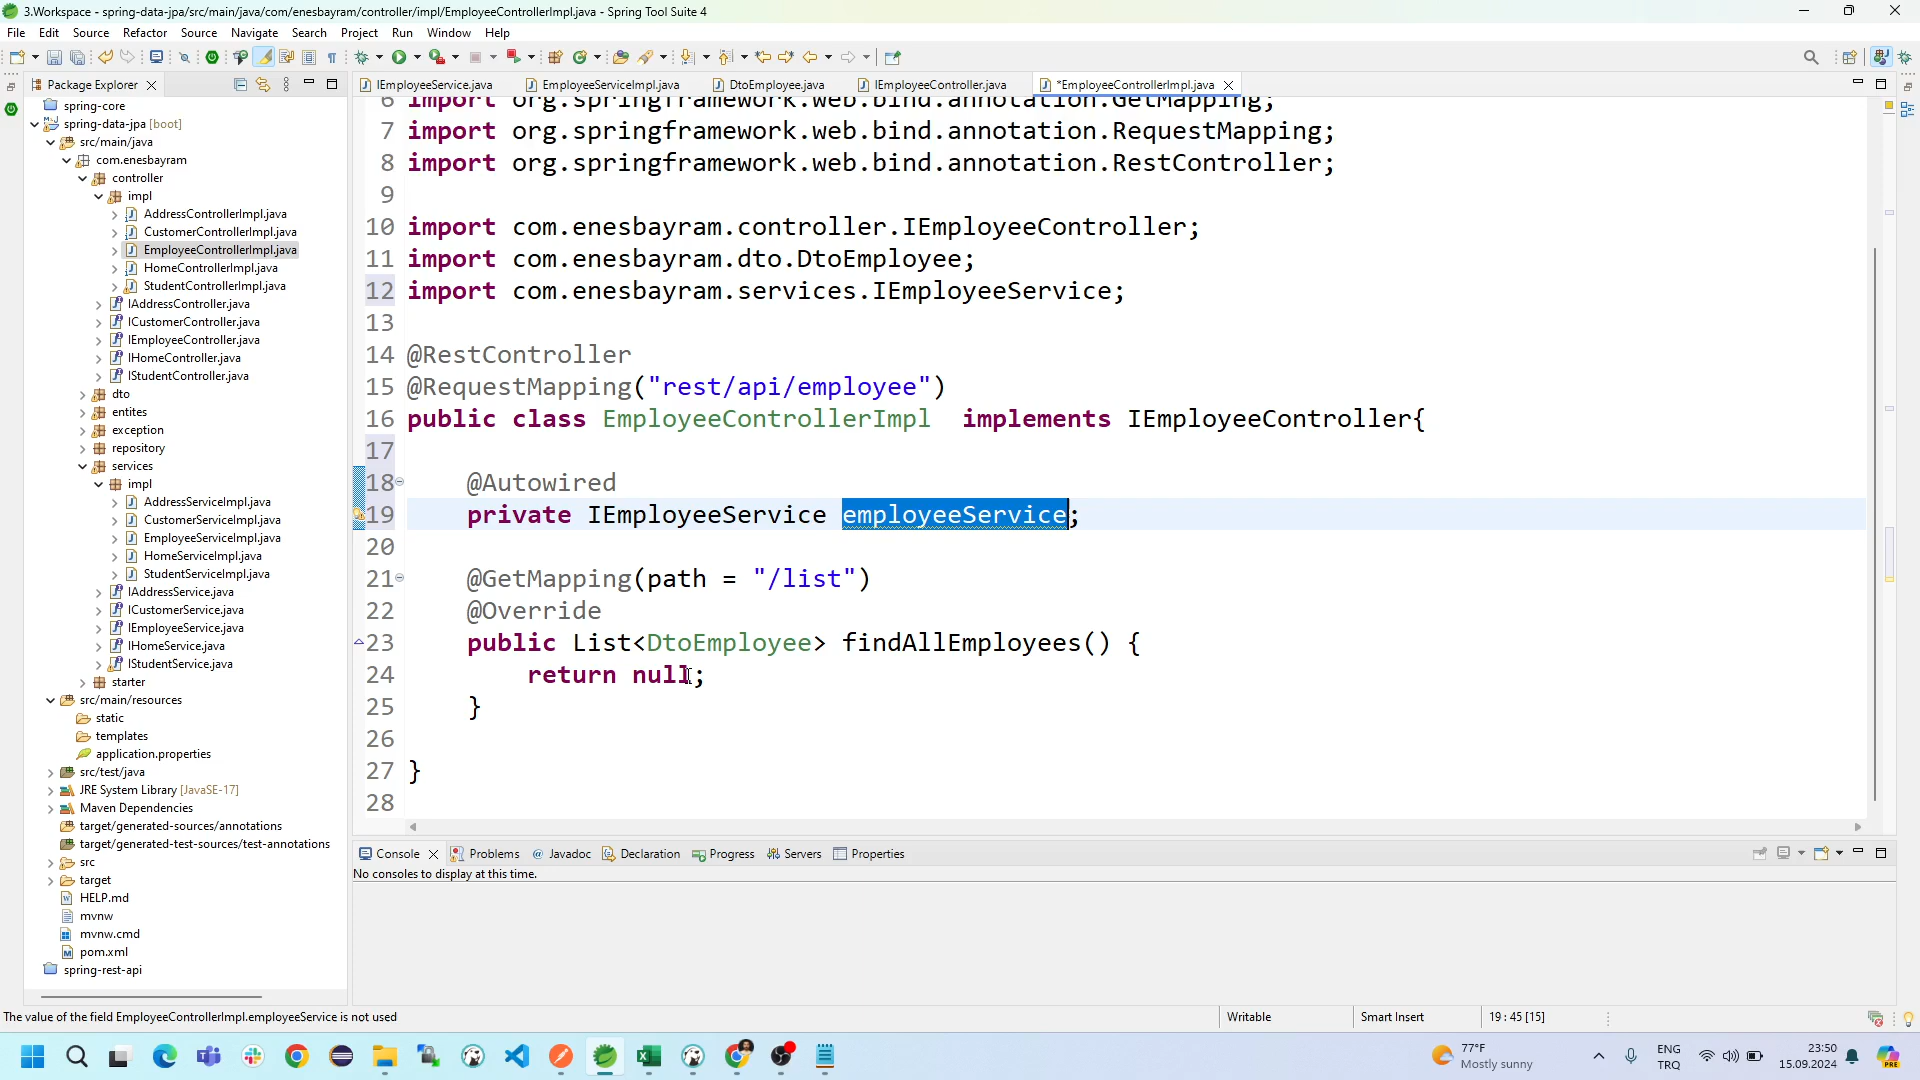 3.Workspace - spring-data-jpa/src/main/java/com/enesbayram/controller/impl/EmployeeControllerImpl.java - Spring Tool Suite 4
File Edit Source Refactor Source Navigate Search Project Run Window Help
Package Explorer
IEmployeeService.java
EmployeeServiceImpl.java
DtoEmployee.java
IEmployeeController.java
*EmployeeControllerImpl.java
spring-core
spring-data-jpa [boot]
src/main/java
com.enesbayram
controller
impl
AddressControllerImpl.java
CustomerControllerImpl.java
EmployeeControllerImpl.java
HomeControllerImpl.java
StudentControllerImpl.java
IAddressController.java
ICustomerController.java
IEmployeeController.java
IHomeController.java
IStudentController.java
dto
entites
exception
repository
services
impl
AddressServiceImpl.java
CustomerServiceImpl.java
EmployeeServiceImpl.java
HomeServiceImpl.java
StudentServiceImpl.java
IAddressService.java
ICustomerService.java
IEmployeeService.java
IHomeService.java
IStudentService.java
starter
src/main/resources
static
templates
application.properties
src/test/java
JRE System Library [JavaSE-17]
Maven Dependencies
target/generated-sources/annotations
target/generated-test-sources/test-annotations
src
target
HELP.md
mvnw
mvnw.cmd
pom.xml
spring-rest-api
6 import org.springframework.web.bind.annotation.GetMapping;
7 import org.springframework.web.bind.annotation.RequestMapping;
8 import org.springframework.web.bind.annotation.RestController;
9
10 import com.enesbayram.controller.IEmployeeController;
11 import com.enesbayram.dto.DtoEmployee;
12 import com.enesbayram.services.IEmployeeService;
13
14 @RestController
15 @RequestMapping("rest/api/employee")
16 public class EmployeeControllerImpl  implements IEmployeeController{
17
18 @Autowired
19 private IEmployeeService employeeService;
20
21 @GetMapping(path = "/list")
22 @Override
23 public List<DtoEmployee> findAllEmployees() {
24 return null;
25 }
26
27 }
28
Console Problems Javadoc Declaration Progress Servers Properties
No consoles to display at this time.
The value of the field EmployeeControllerImpl.employeeService is not used
Writable
Smart Insert
19 : 45 [15]
77°F
Mostly sunny
ENG
TRQ
23:50
15.09.2024
PRE